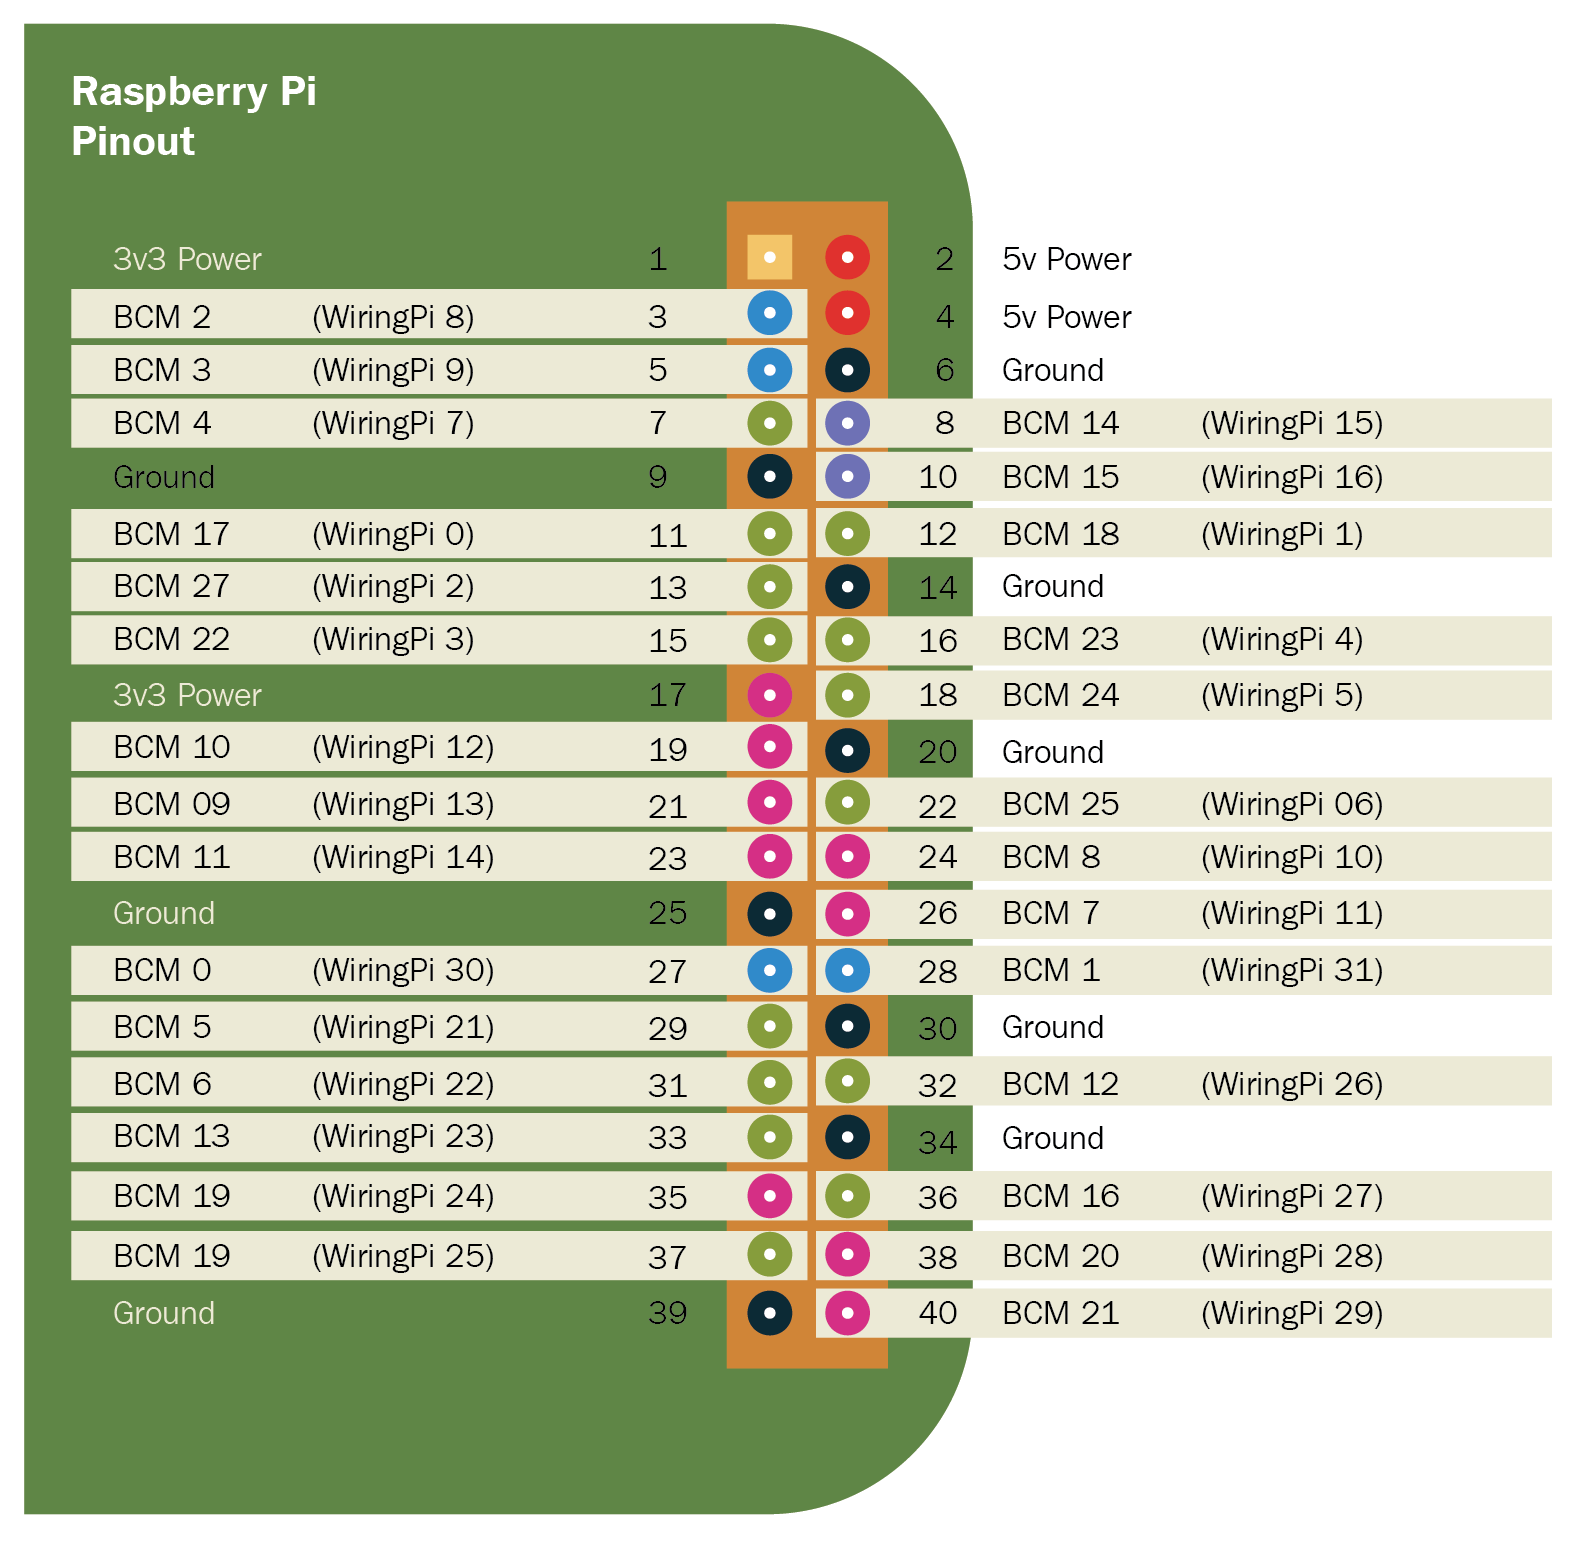 Raspberry Pi
Pinout
3v3 Power 1 2 5v Power
BCM 2 (WiringPi 8) 3 4 5v Power
BCM 3 (WiringPi 9) 5 6 Ground
BCM 4 (WiringPi 7) 7 8 BCM 14 (WiringPi 15)
Ground 9 10 BCM 15 (WiringPi 16)
BCM 17 (WiringPi 0) 11 12 BCM 18 (WiringPi 1)
BCM 27 (WiringPi 2) 13 14 Ground
BCM 22 (WiringPi 3) 15 16 BCM 23 (WiringPi 4)
3v3 Power 17 18 BCM 24 (WiringPi 5)
BCM 10 (WiringPi 12) 19 20 Ground
BCM 09 (WiringPi 13) 21 22 BCM 25 (WiringPi 06)
BCM 11 (WiringPi 14) 23 24 BCM 8 (WiringPi 10)
Ground 25 26 BCM 7 (WiringPi 11)
BCM 0 (WiringPi 30) 27 28 BCM 1 (WiringPi 31)
BCM 5 (WiringPi 21) 29 30 Ground
BCM 6 (WiringPi 22) 31 32 BCM 12 (WiringPi 26)
BCM 13 (WiringPi 23) 33 34 Ground
BCM 19 (WiringPi 24) 35 36 BCM 16 (WiringPi 27)
BCM 19 (WiringPi 25) 37 38 BCM 20 (WiringPi 28)
Ground 39 40 BCM 21 (WiringPi 29)